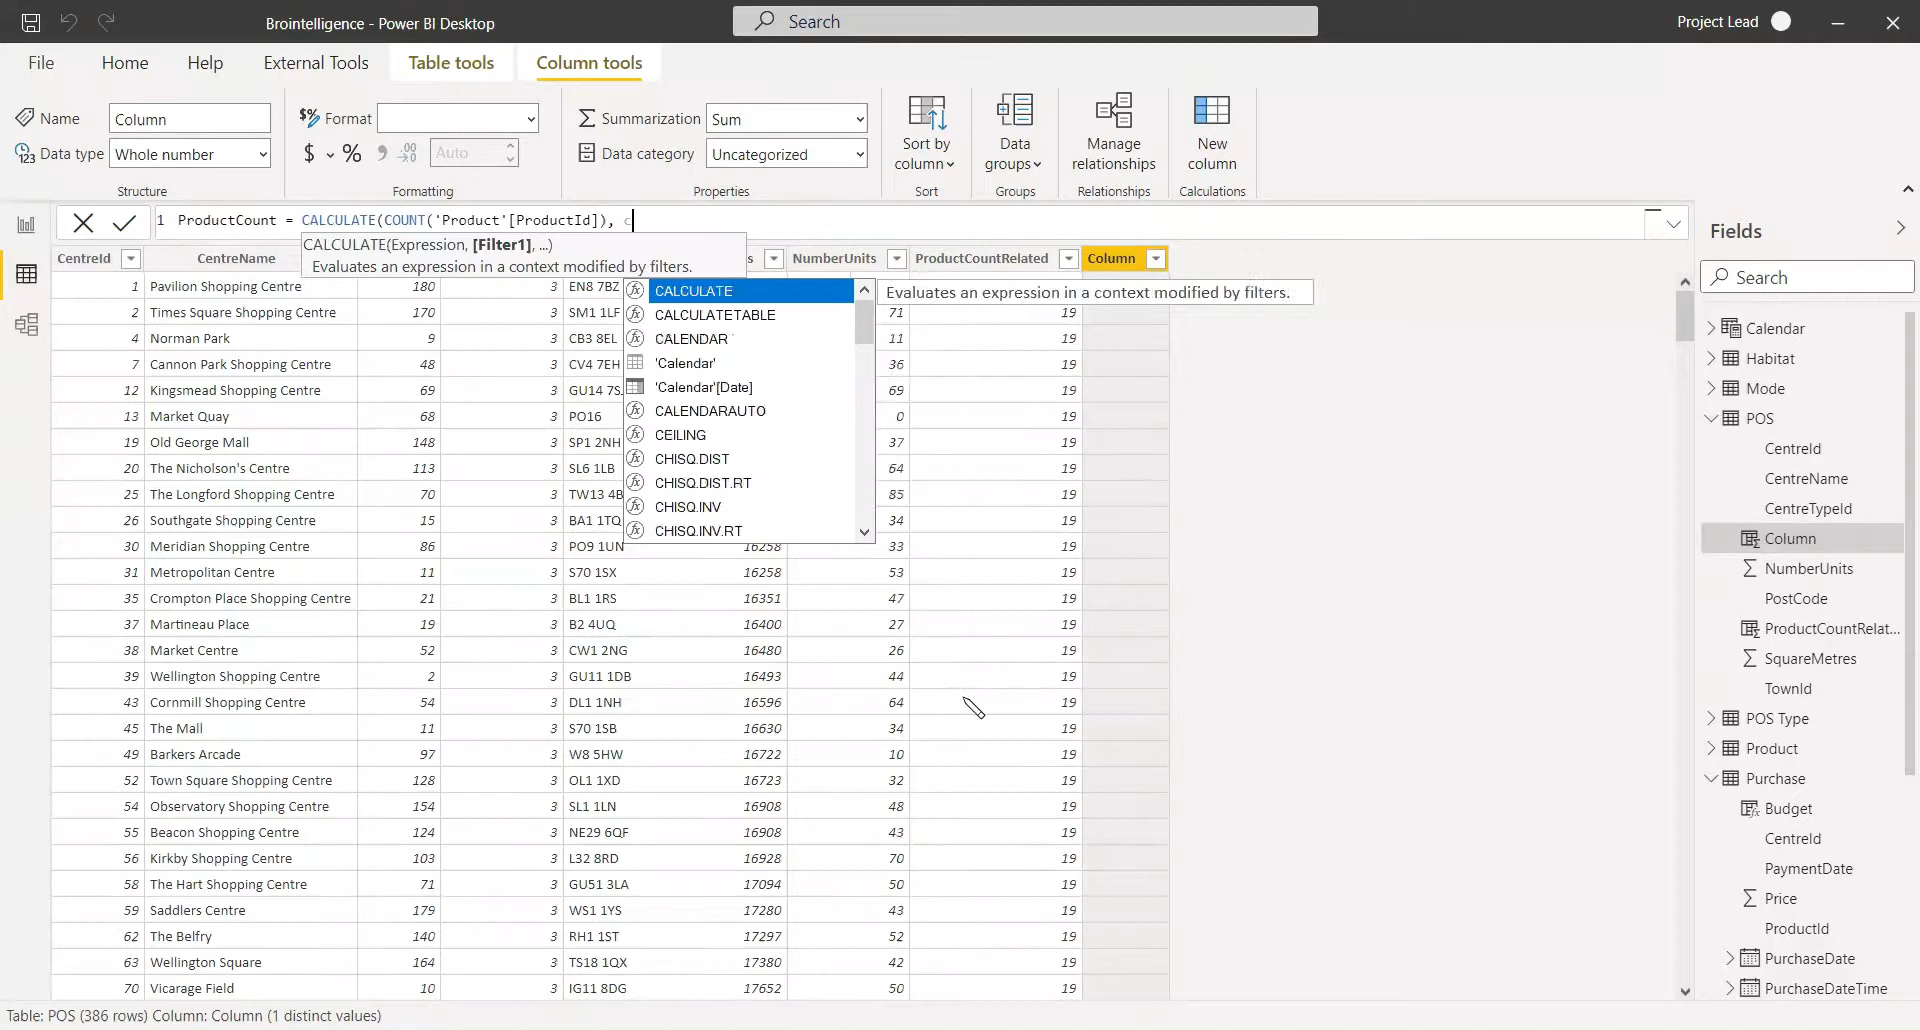 Brointelligence - Power BI Desktop
Search
Project Lead
File Home Help External Tools Table tools Column tools
Name Column
Data type Whole number
Structure
Format
$ % Auto
Formatting
Summarization Sum
Data category Uncategorized
Properties
Sort by column
Sort
Data groups
Groups
Manage relationships
Relationships
New column
Calculations
1 ProductCount = CALCULATE(COUNT('Product'[ProductId]), c
CALCULATE(Expression, [Filter1], ...)
Evaluates an expression in a context modified by filters.
CentreId CentreName s NumberUnits ProductCountRelated Column
CALCULATE
CALCULATETABLE
CALENDAR
'Calendar'
'Calendar'[Date]
CALENDARAUTO
CEILING
CHISQ.DIST
CHISQ.DIST.RT
CHISQ.INV
CHISQ.INV.RT
Evaluates an expression in a context modified by filters.
1 Pavilion Shopping Centre 180 3 EN8 7BZ
2 Times Square Shopping Centre 170 3 SM1 1LF 71 19
4 Norman Park 9 3 CB3 8EL 11 19
7 Cannon Park Shopping Centre 48 3 CV4 7EH 36 19
12 Kingsmead Shopping Centre 69 3 GU14 7S 69 19
13 Market Quay 68 3 PO16 0 19
19 Old George Mall 148 3 SP1 2NH 37 19
20 The Nicholson's Centre 113 3 SL6 1LB 64 19
25 The Longford Shopping Centre 70 3 TW13 4B 85 19
26 Southgate Shopping Centre 15 3 BA1 1TQ 34 19
30 Meridian Shopping Centre 86 3 PO9 1UN 16258 33 19
31 Metropolitan Centre 11 3 S70 1SX 16258 53 19
35 Crompton Place Shopping Centre 21 3 BL1 1RS 16351 47 19
37 Martineau Place 19 3 B2 4UQ 16400 27 19
38 Market Centre 52 3 CW1 2NG 16480 26 19
39 Wellington Shopping Centre 2 3 GU11 1DB 16493 44 19
43 Cornmill Shopping Centre 54 3 DL1 1NH 16596 64 19
45 The Mall 11 3 S70 1SB 16630 34 19
49 Barkers Arcade 97 3 W8 5HW 16722 10 19
52 Town Square Shopping Centre 128 3 OL1 1XD 16723 32 19
54 Observatory Shopping Centre 154 3 SL1 1LN 16908 48 19
55 Beacon Shopping Centre 124 3 NE29 6QF 16908 43 19
56 Kirkby Shopping Centre 103 3 L32 8RD 16928 70 19
58 The Hart Shopping Centre 71 3 GU51 3LA 17094 50 19
59 Saddlers Centre 179 3 WS1 1YS 17280 43 19
62 The Belfry 140 3 RH1 1ST 17297 52 19
63 Wellington Square 164 3 TS18 1QX 17380 42 19
70 Vicarage Field 10 3 IG11 8DG 17652 50 19
Fields
Search
Calendar
Habitat
Mode
POS
CentreId
CentreName
CentreTypeId
Column
NumberUnits
PostCode
ProductCountRelat...
SquareMetres
TownId
POS Type
Product
Purchase
Budget
CentreId
PaymentDate
Price
ProductId
PurchaseDate
PurchaseDateTime
Table: POS (386 rows) Column: Column (1 distinct values)